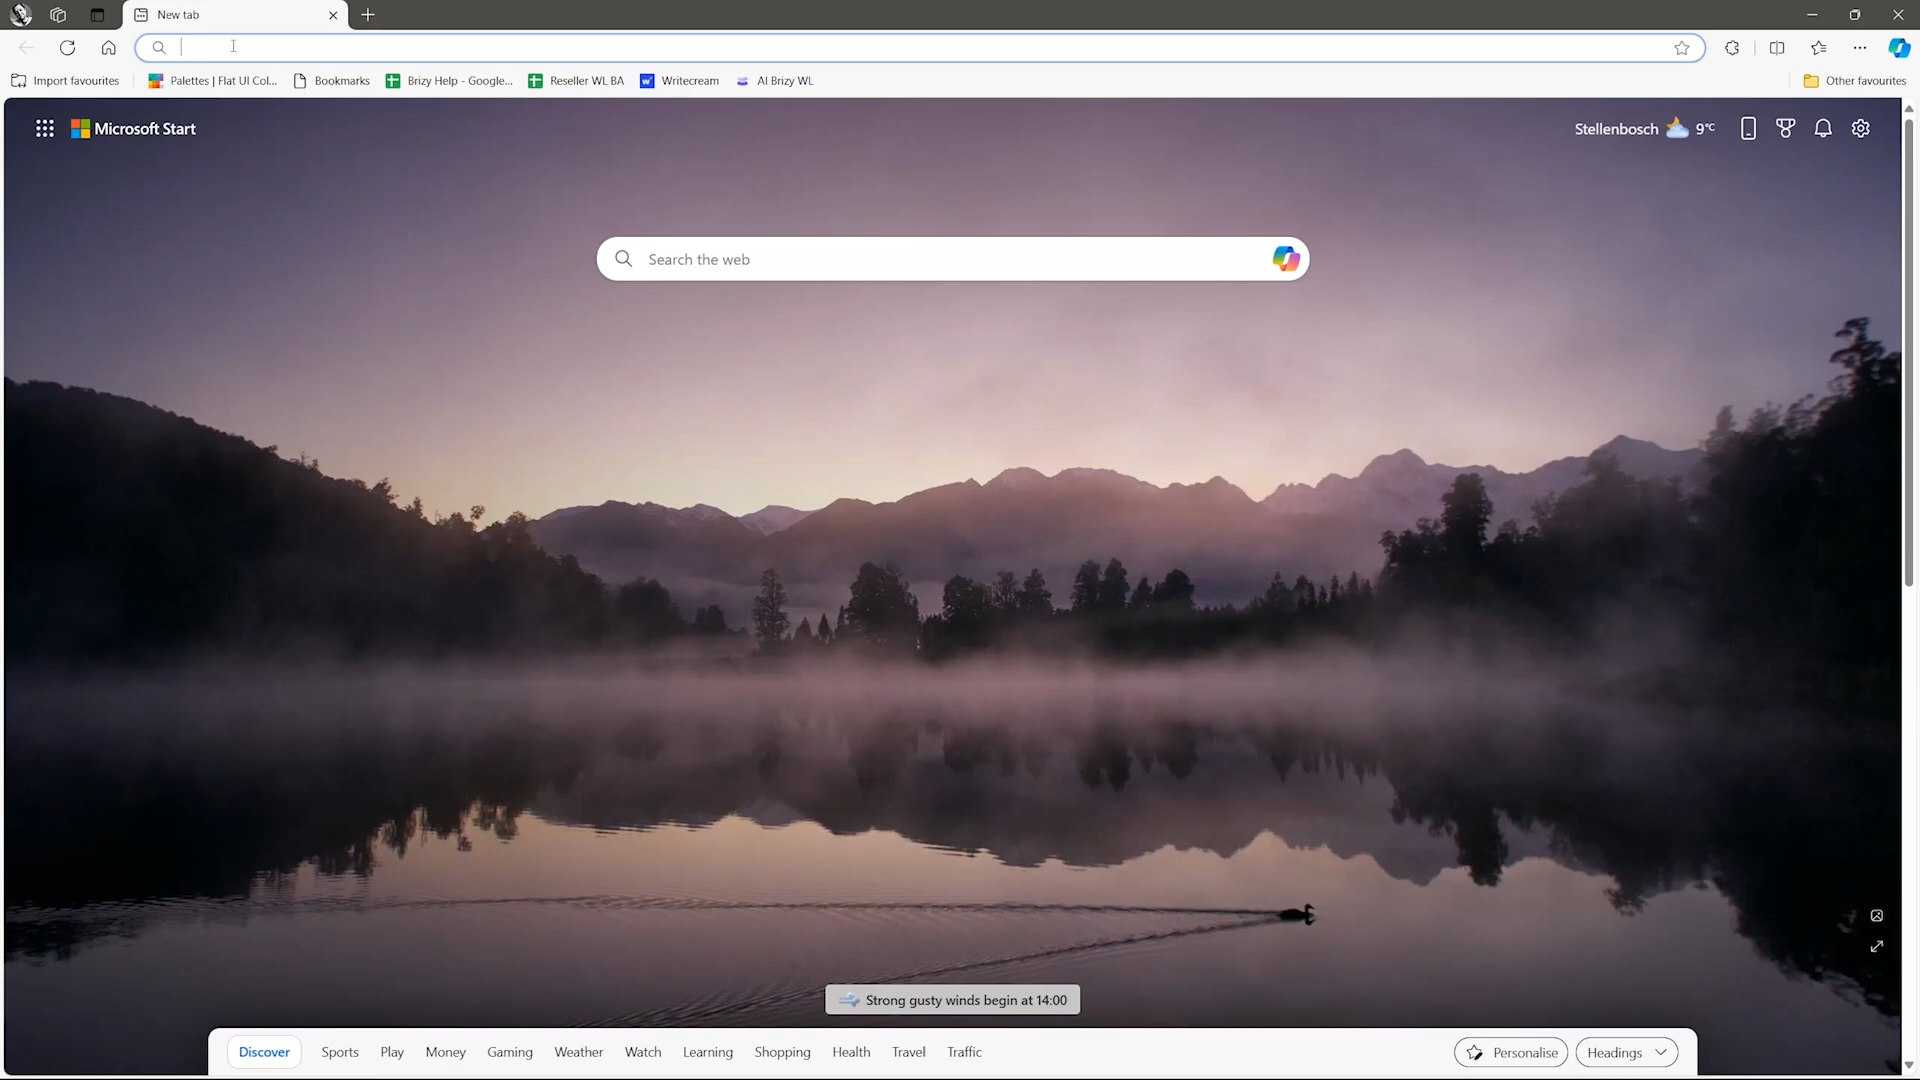 New tab
Import favourites
Palettes | Flat UI Col...
Bookmarks
Brizy Help - Google...
Reseller WL BA
Writecream
AI Brizy WL
Other favourites
Microsoft Start
Stellenbosch
9°C
Search the web
Strong gusty winds begin at 14:00
Discover
Sports
Play
Money
Gaming
Weather
Watch
Learning
Shopping
Health
Travel
Traffic
Personalise
Headings